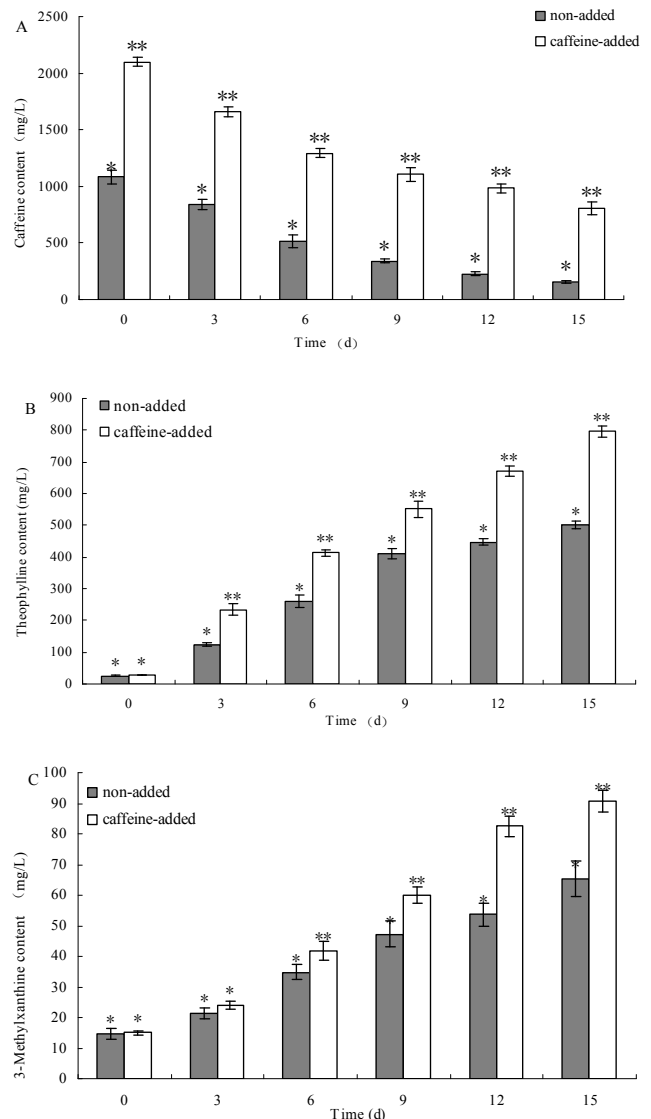 A
non-added
caffeine-added
Caffeine content（mg/L）
2500
2000
1500
1000
500
0
** ** ** ** ** **
* * * * * *
0 3 6 9 12 15
Time （d）
B
non-added
caffeine-added
Theophylline content (mg/L)
900
800
700
600
500
400
300
200
100
0
* * * ** * ** * ** * ** * **
0 3 6 9 12 15
Time （d）
C
non-added
caffeine-added
3-Methylxanthine content （mg/L）
100
90
80
70
60
50
40
30
20
10
0
* * * * * ** * ** * ** * **
0 3 6 9 12 15
Time (d)